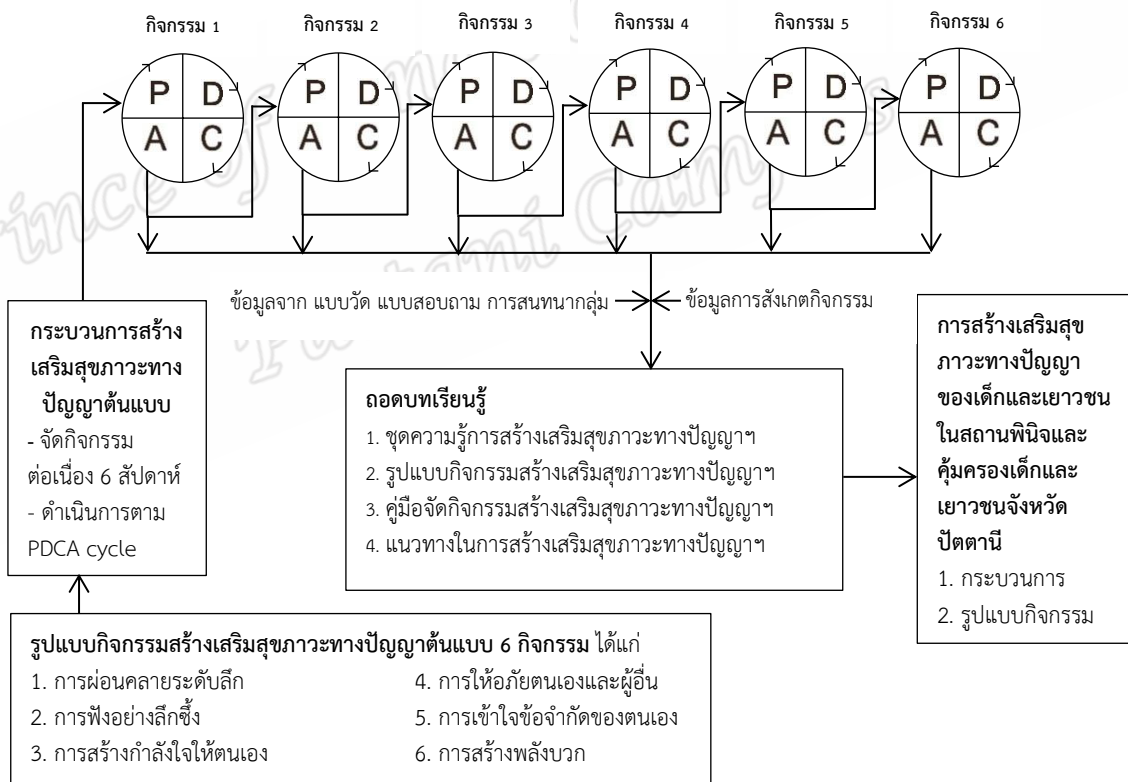 กิจกรรม 1
กิจกรรม 2
กิจกรรม 3
กิจกรรม 4
กิจกรรม 5
กิจกรรม 6
P D
A C
P D
A C
P D
A C
P D
A C
P D
A C
P D
A C
Prince of
Pattani Campus
ข้อมูลจาก แบบวัด แบบสอบถาม การสนทนากลุ่ม
ข้อมูลการสังเกตกิจกรรม
กระบวนการสร้าง
เสริมสุขภาวะทาง
ปัญญาต้นแบบ
- จัดกิจกรรม
ต่อเนื่อง 6 สัปดาห์
- ดำเนินการตาม
PDCA cycle
ถอดบทเรียนรู้
1. ชุดความรู้การสร้างเสริมสุขภาวะทางปัญญาฯ
2. รูปแบบกิจกรรมสร้างเสริมสุขภาวะทางปัญญาฯ
3. คู่มือจัดกิจกรรมสร้างเสริมสุขภาวะทางปัญญาฯ
4. แนวทางในการสร้างเสริมสุขภาวะทางปัญญาฯ
การสร้างเสริมสุข
ภาวะทางปัญญา
ของเด็กและเยาวชน
ในสถานพินิจและ
คุ้มครองเด็กและ
เยาวชนจังหวัด
ปัตตานี
1. กระบวนการ
2. รูปแบบกิจกรรม
รูปแบบกิจกรรมสร้างเสริมสุขภาวะทางปัญญาต้นแบบ 6 กิจกรรม ได้แก่
1. การผ่อนคลายระดับลึก
2. การฟังอย่างลึกซึ้ง
3. การสร้างกำลังใจให้ตนเอง
4. การให้อภัยตนเองและผู้อื่น
5. การเข้าใจข้อจำกัดของตนเอง
6. การสร้างพลังบวก